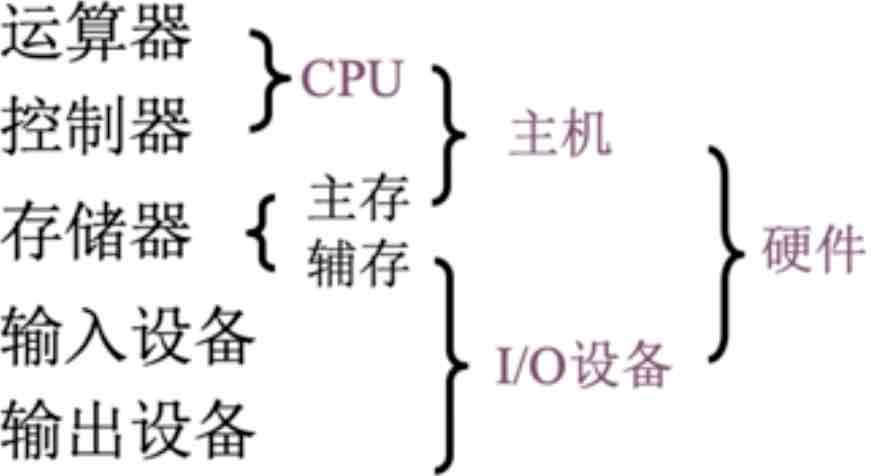 运算器
CPU
控制器
主机
主存
存储器
硬件
辅存
输入设备
I/O设备
输出设备